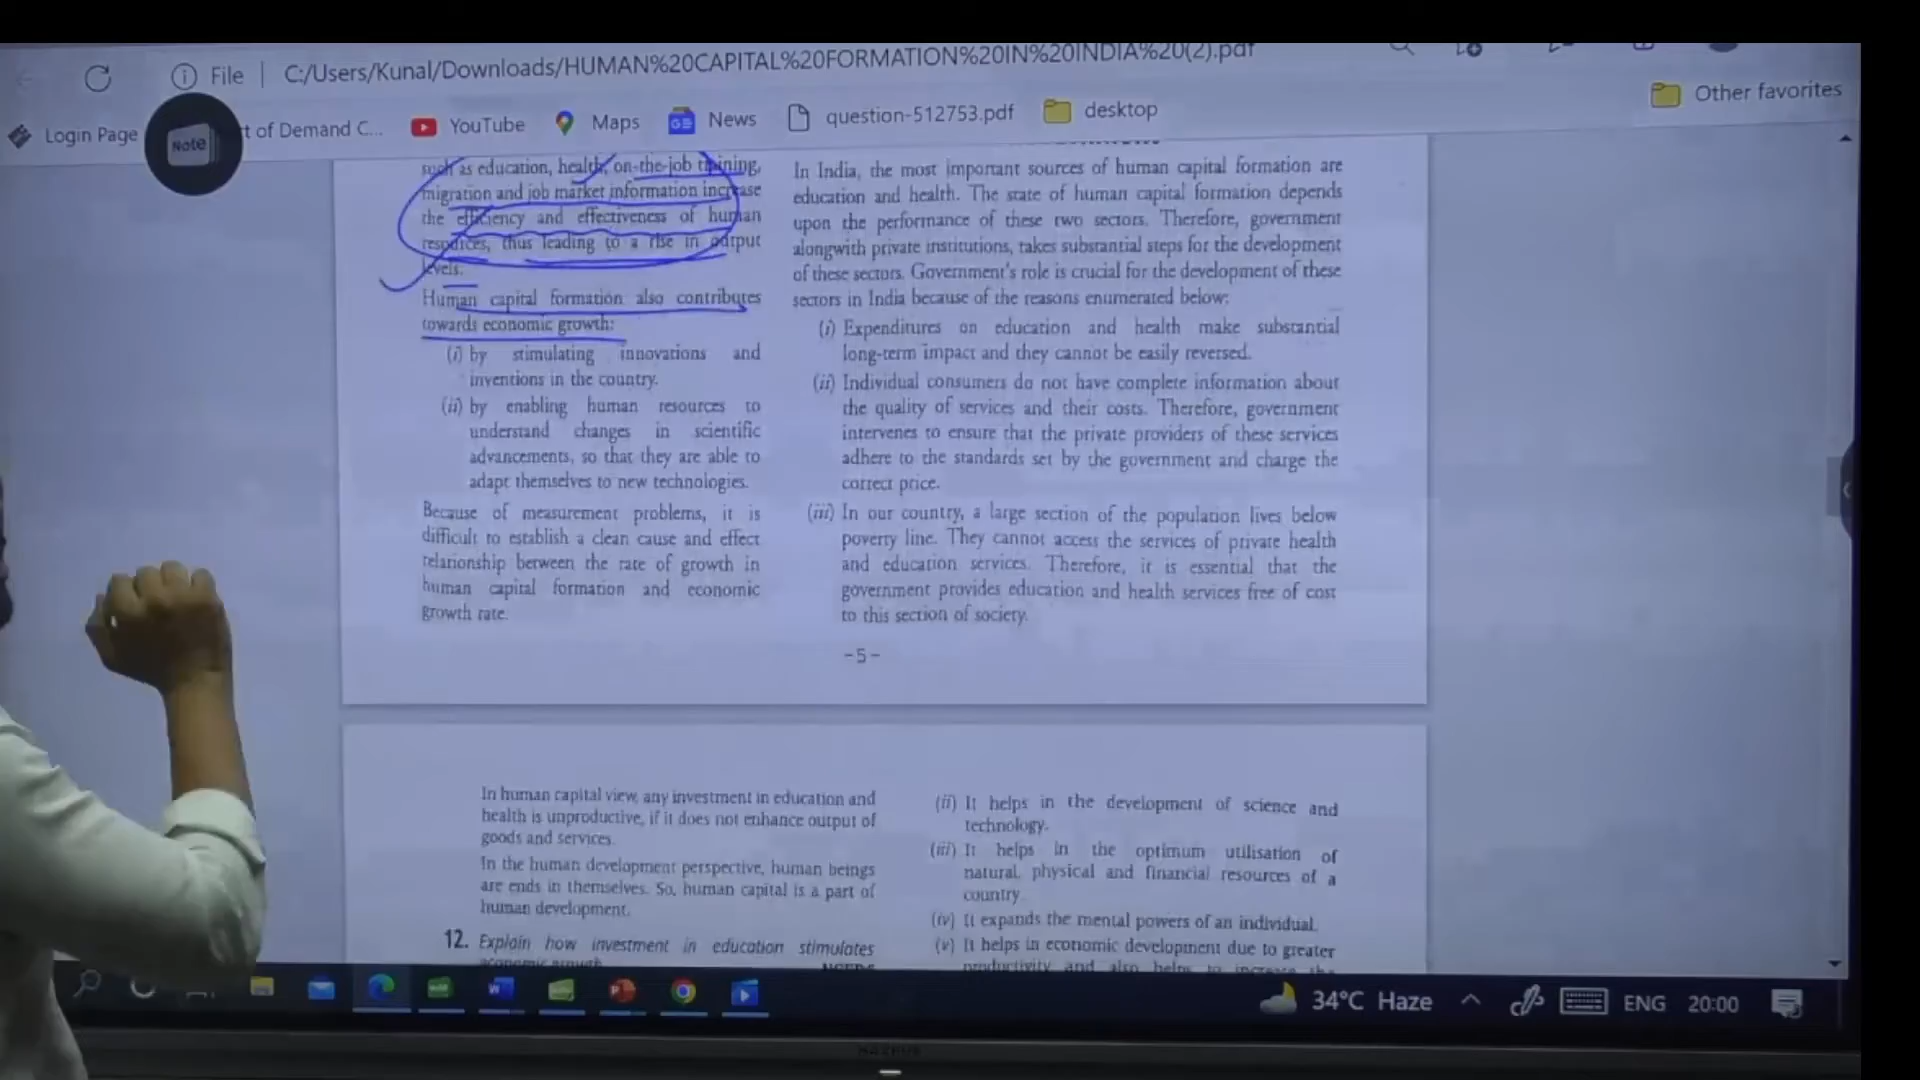 File | C:/Users/Kunal/Downloads/HUMAN%20CAPITAL%20FORMATION%20IN%20INDIA%20(2).pdf
Other favorites
Login Page
Note
t of Demand C...
YouTube
Maps
News
question-512753.pdf
desktop
such as education, health, on-the-job training,
migration and job market information increase
the efficiency and effectiveness of human
resources, thus leading to a rise in output
levels.
Human capital formation also contributes
towards economic growth:
(i) by stimulating innovations and
inventions in the country.
(ii) by enabling human resources to
understand changes in scientific
advancements, so that they are able to
adapt themselves to new technologies.
Because of measurement problems, it is
difficult to establish a clean cause and effect
relationship between the rate of growth in
human capital formation and economic
growth rate.
In India, the most important sources of human capital formation are
education and health. The state of human capital formation depends
upon the performance of these two sectors. Therefore, government
alongwith private institutions, takes substantial steps for the development
of these sectors. Government's role is crucial for the development of these
sectors in India because of the reasons enumerated below:
(i) Expenditures on education and health make substantial
long-term impact and they cannot be easily reversed.
(ii) Individual consumers do not have complete information about
the quality of services and their costs. Therefore, government
intervenes to ensure that the private providers of these services
adhere to the standards set by the government and charge the
correct price.
(iii) In our country, a large section of the population lives below
poverty line. They cannot access the services of private health
and education services. Therefore, it is essential that the
government provides education and health services free of cost
to this section of society.
-5-
In human capital view, any investment in education and
health is unproductive, if it does not enhance output of
goods and services.
In the human development perspective, human beings
are ends in themselves. So, human capital is a part of
human development.
12. Explain how investment in education stimulates
economic growth.
(ii) It helps in the development of science and
technology.
(iii) It helps in the optimum utilisation of
natural, physical and financial resources of a
country.
(iv) It expands the mental powers of an individual.
(v) It helps in economic development due to greater
productivity and also helps to increase the
34°C Haze
ENG
20:00